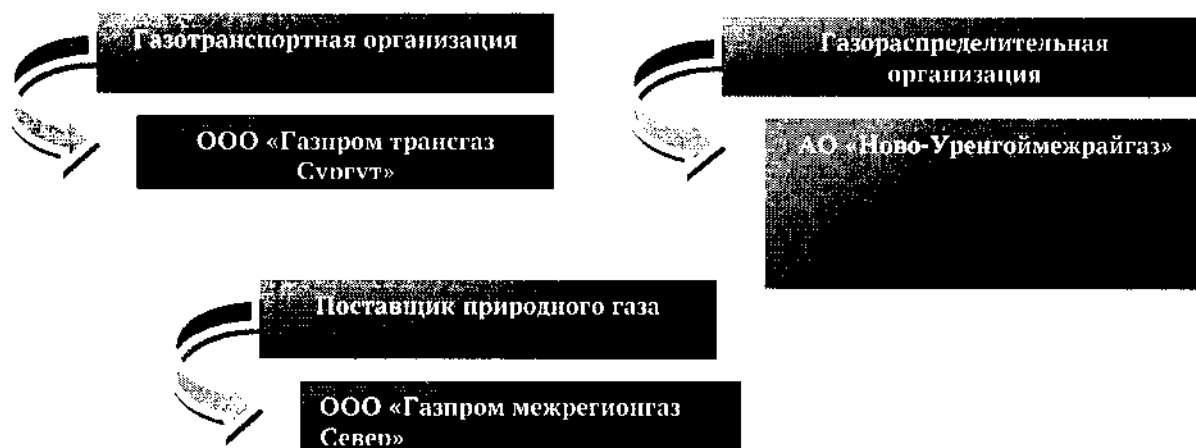 Газотранспортная организация
ООО «Газпром трансгаз
Сургут»
Газораспределительная
организация
АО «Ново-Уренгоймежрайгаз»
Поставщик природного газа
ООО «Газпром межрегионгаз
Север»